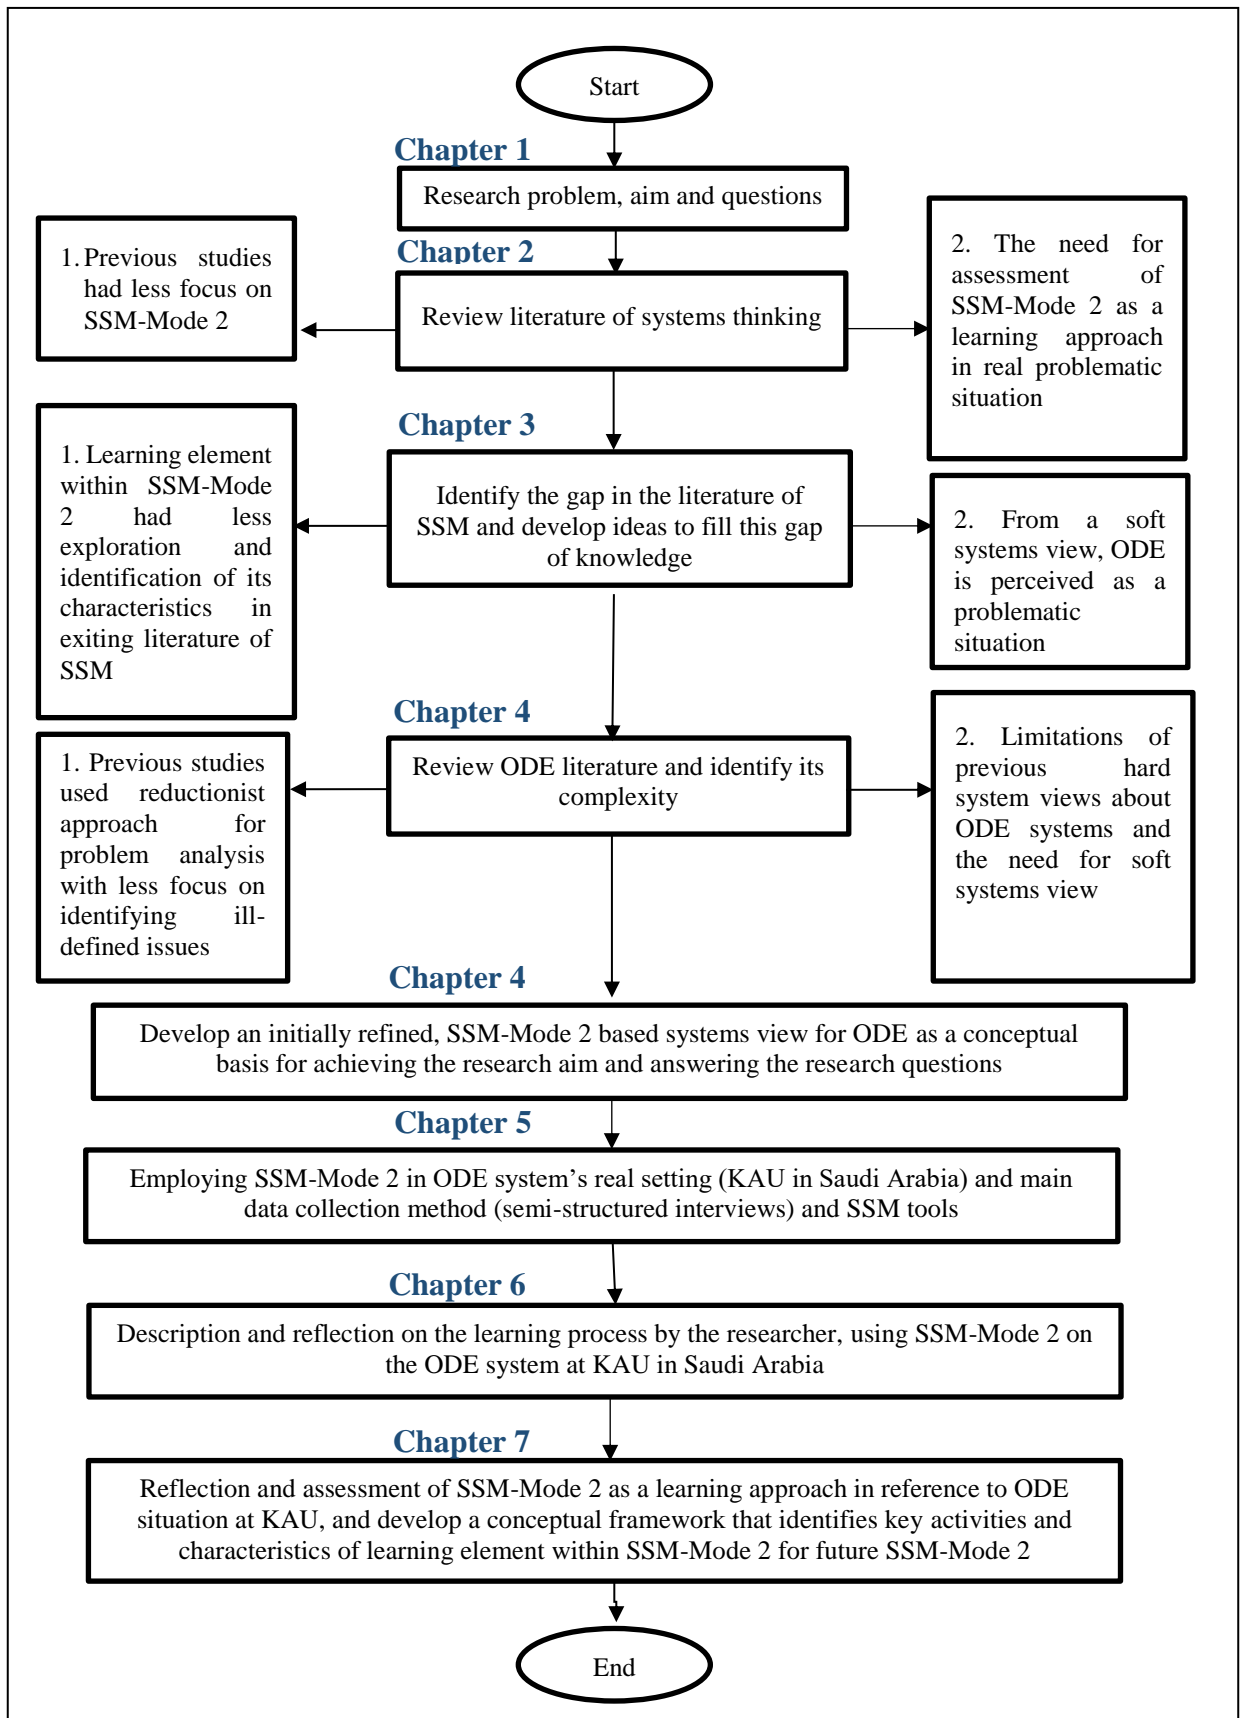 Start
Chapter 1
Research problem, aim and questions
Chapter 2
1. Previous studies
had less focus on
SSM-Mode 2
Review literature of systems thinking
2. The need for
assessment of
SSM-Mode 2 as a
learning approach
in real problematic
situation
Chapter 3
1. Learning element
within SSM-Mode
2 had less
exploration and
identification of its
characteristics in
exiting literature of
SSM
Identify the gap in the literature of
SSM and develop ideas to fill this gap
of knowledge
2. From a soft
systems view, ODE
is perceived as a
problematic
situation
Chapter 4
1. Previous studies
used reductionist
approach for
problem analysis
with less focus on
identifying ill-
defined issues
Review ODE literature and identify its
complexity
2. Limitations of
previous hard
system views about
ODE systems and
the need for soft
systems view
Chapter 4
Develop an initially refined, SSM-Mode 2 based systems view for ODE as a conceptual
basis for achieving the research aim and answering the research questions
Chapter 5
Employing SSM-Mode 2 in ODE system’s real setting (KAU in Saudi Arabia) and main
data collection method (semi-structured interviews) and SSM tools
Chapter 6
Description and reflection on the learning process by the researcher, using SSM-Mode 2 on
the ODE system at KAU in Saudi Arabia
Chapter 7
Reflection and assessment of SSM-Mode 2 as a learning approach in reference to ODE
situation at KAU, and develop a conceptual framework that identifies key activities and
characteristics of learning element within SSM-Mode 2 for future SSM-Mode 2
End